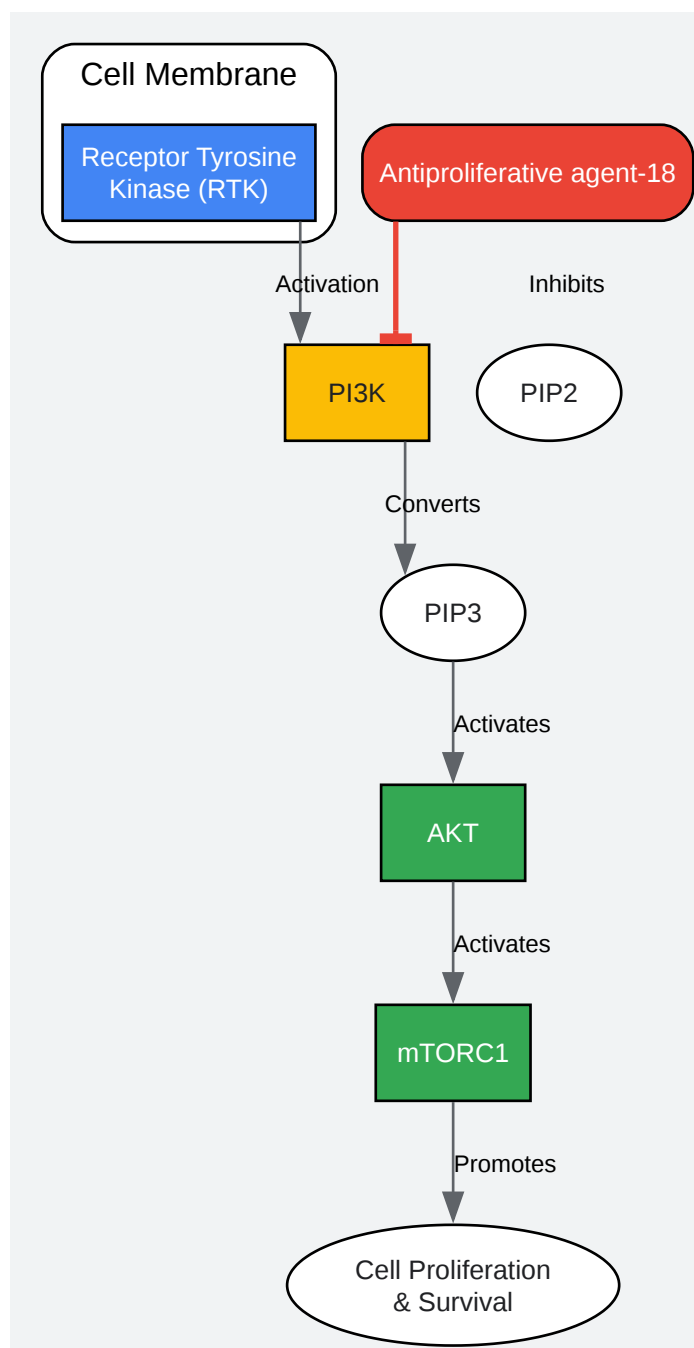 Cell Membrane
Receptor Tyrosine
Kinase (RTK)
Antiproliferative agent-18
Activation
Inhibits
PI3K
PIP2
Converts
PIP3
Activates
AKT
Activates
mTORC1
Promotes
Cell Proliferation
& Survival